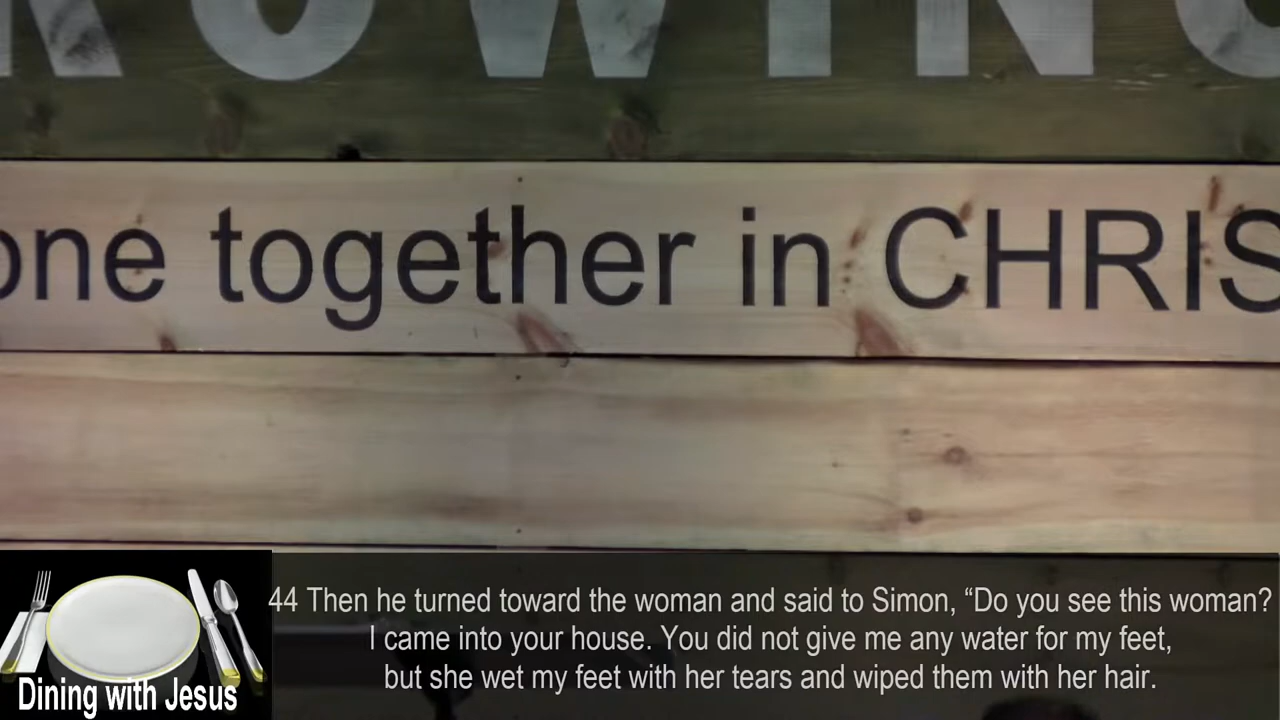 ROWING
one together in CHRIS
44 Then he turned toward the woman and said to Simon, “Do you see this woman?
I came into your house. You did not give me any water for my feet,
but she wet my feet with her tears and wiped them with her hair.
Dining with Jesus